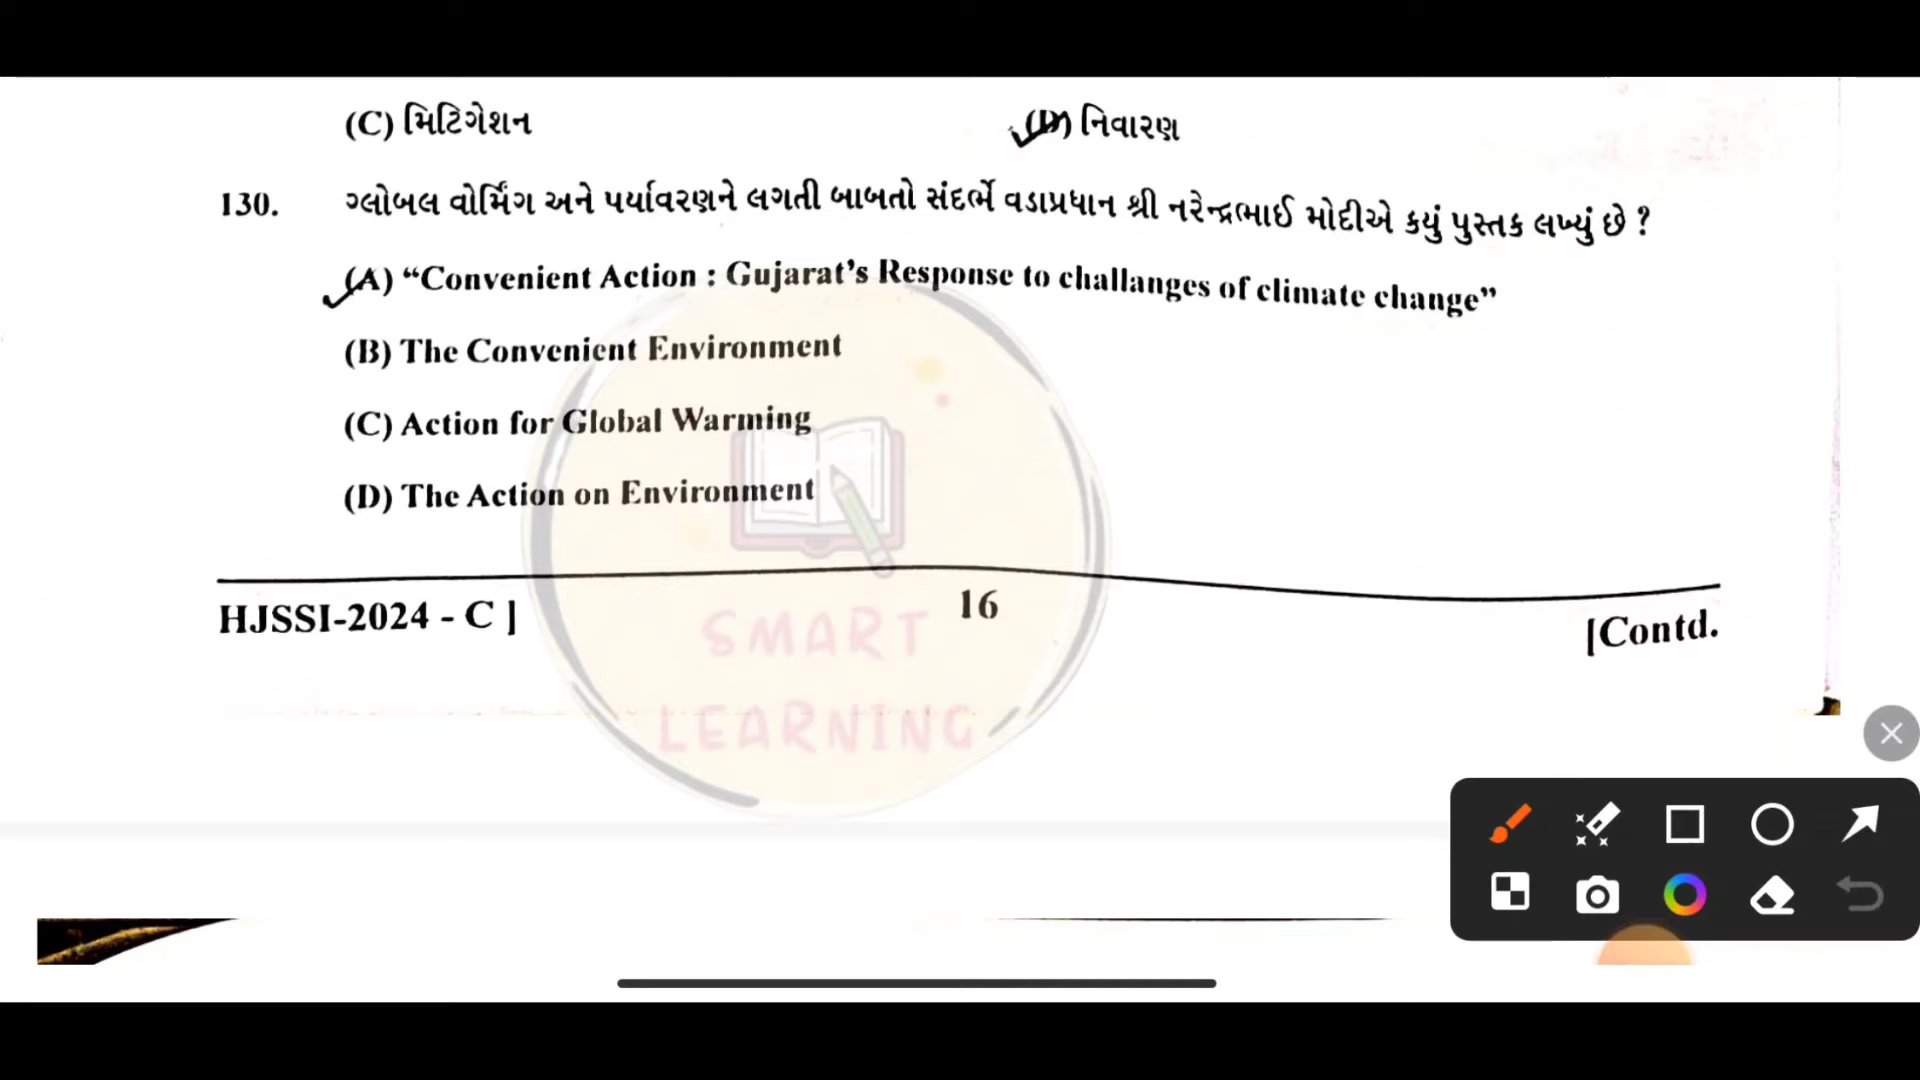 (C) મિટિગેશન
(D) નિવારણ
130. ગ્લોબલ વોર્મિંગ અને પર્યાવરણને લગતી બાબતો સંદર્ભે વડાપ્રધાન શ્રી નરેન્દ્રભાઈ મોદીએ કયું પુસ્તક લખ્યું છે ?
(A) “Convenient Action : Gujarat’s Response to challanges of climate change”
(B) The Convenient Environment
(C) Action for Global Warming
(D) The Action on Environment
HJSSI-2024 - C ]
16
[Contd.
SMART
LEARNING